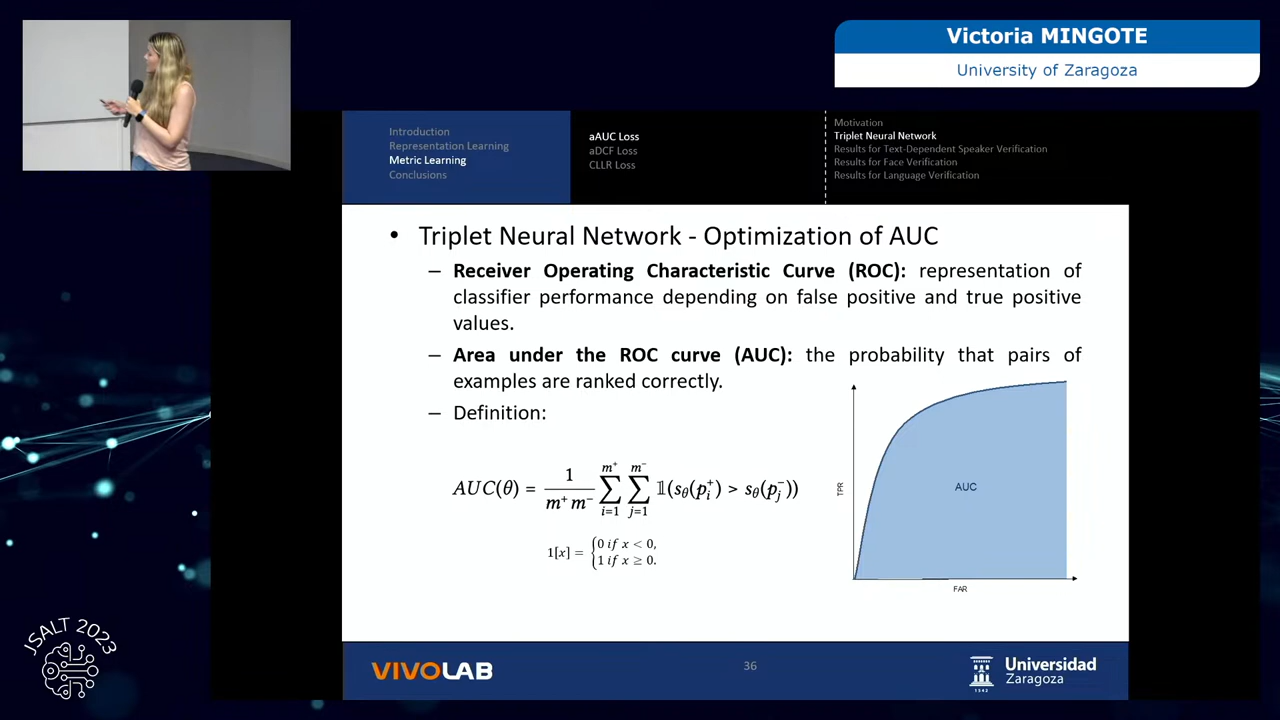 Victoria MINGOTE
University of Zaragoza
Introduction
Representation Learning
Metric Learning
Conclusions
aAUC Loss
aDCF Loss
CLLR Loss
Motivation
Triplet Neural Network
Results for Text-Dependent Speaker Verification
Results for Face Verification
Results for Language Verification
• Triplet Neural Network - Optimization of AUC
– Receiver Operating Characteristic Curve (ROC): representation of
classifier performance depending on false positive and true positive
values.
– Area under the ROC curve (AUC): the probability that pairs of
examples are ranked correctly.
– Definition:
AUC(θ) = 1/(m⁺m⁻) ∑_{i=1}^{m⁺} ∑_{j=1}^{m⁻} 𝟙(s_θ(p_i⁺) > s_θ(p_j⁻))
1[x] = {0 if x < 0,
1 if x ≥ 0.
TPR
AUC
FAR
JSALT 2023
VIVOLAB
36
1542
Universidad
Zaragoza